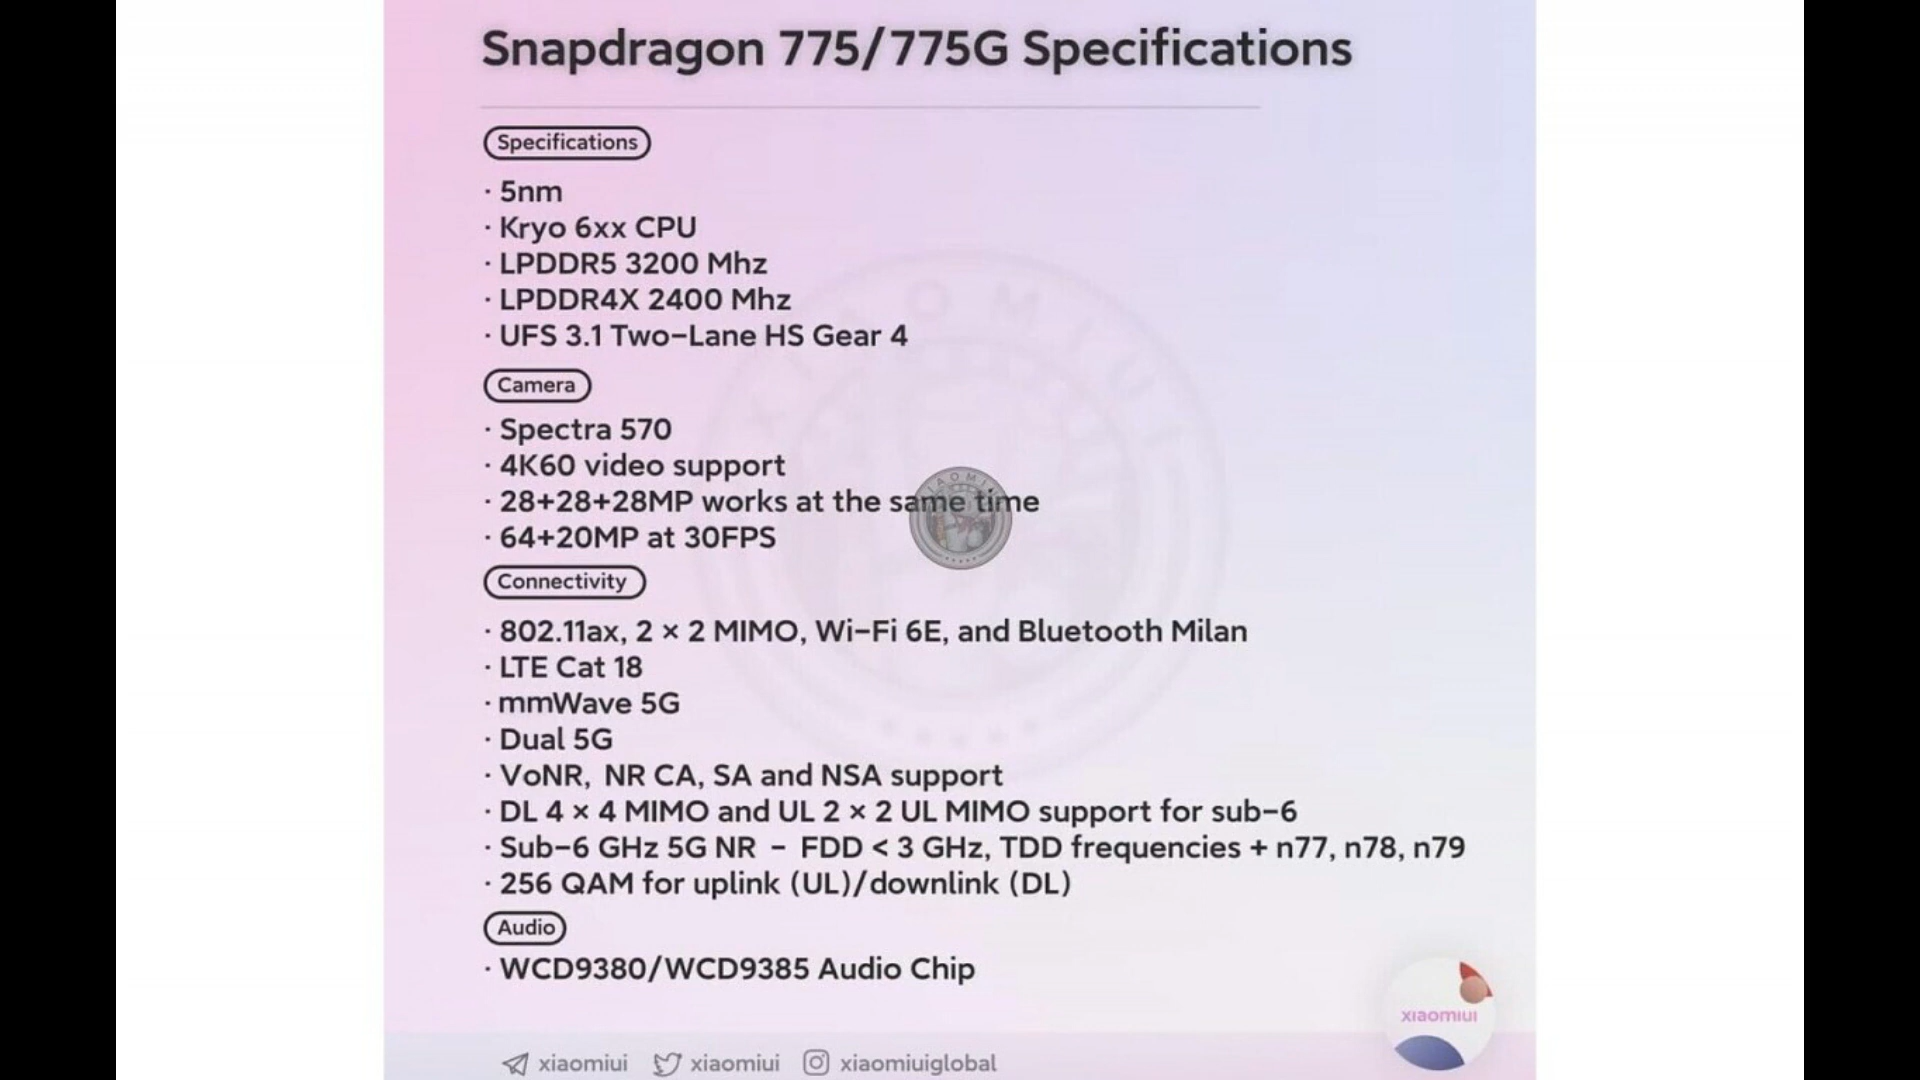 Snapdragon 775/775G Specifications
Specifications
· 5nm
· Kryo 6xx CPU
· LPDDR5 3200 Mhz
· LPDDR4X 2400 Mhz
· UFS 3.1 Two-Lane HS Gear 4
Camera
· Spectra 570
· 4K60 video support
· 28+28+28MP works at the same time
· 64+20MP at 30FPS
Connectivity
· 802.11ax, 2 × 2 MIMO, Wi-Fi 6E, and Bluetooth Milan
· LTE Cat 18
· mmWave 5G
· Dual 5G
· VoNR, NR CA, SA and NSA support
· DL 4 × 4 MIMO and UL 2 × 2 UL MIMO support for sub-6
· Sub-6 GHz 5G NR - FDD < 3 GHz, TDD frequencies + n77, n78, n79
· 256 QAM for uplink (UL)/downlink (DL)
Audio
· WCD9380/WCD9385 Audio Chip
xiaomiui
xiaomiui xiaomiui xiaomiuiglobal
XIAOMIUI